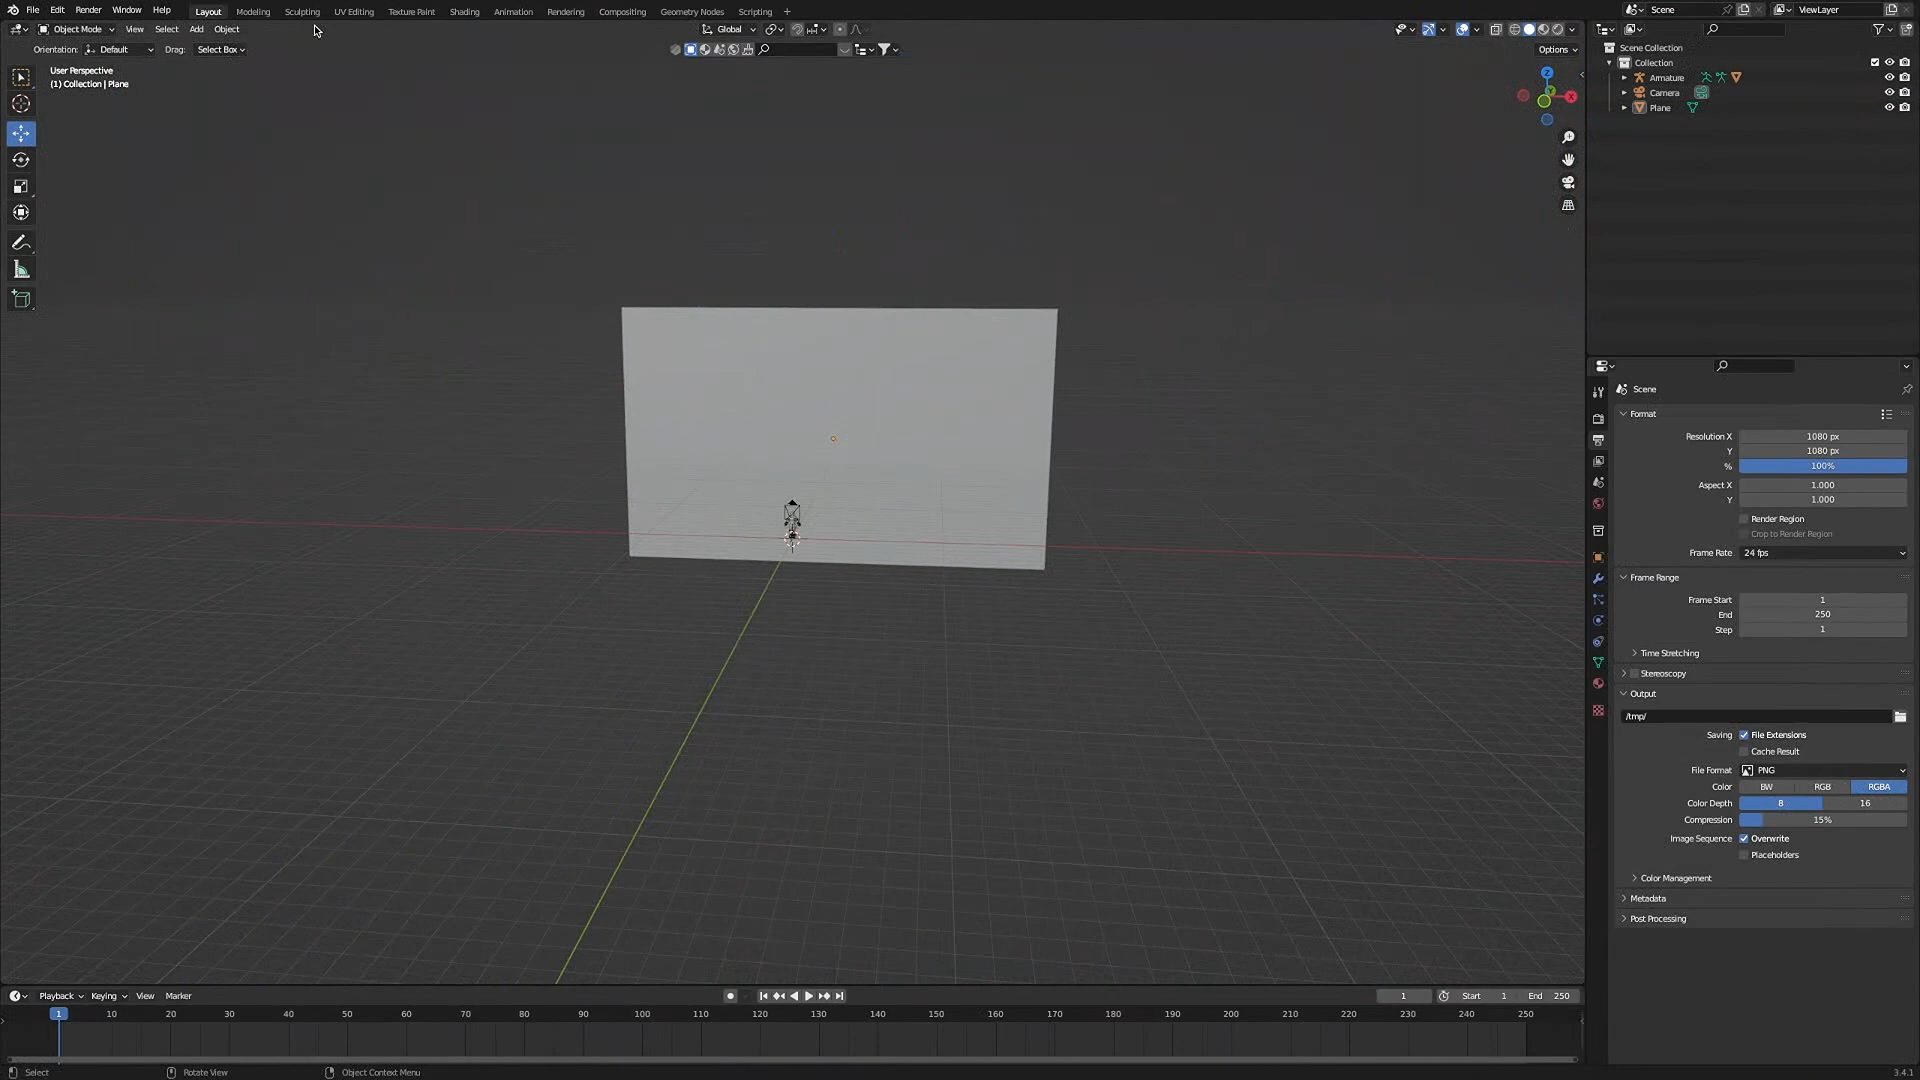 File Edit Render Window Help Layout Modeling Sculpting UV Editing Texture Paint Shading Animation Rendering Compositing Geometry Nodes Scripting + Scene ViewLayer
Object Mode View Select Add Object Global
Orientation: Default Drag: Select Box Options
User Perspective
(1) Collection | Plane
Z
X
Scene Collection
Collection
Armature
Camera
Plane
Scene
Format
Resolution X 1080 px
Y 1080 px
% 100%
Aspect X 1.000
Y 1.000
Render Region
Crop to Render Region
Frame Rate 24 fps
Frame Range
Frame Start 1
End 250
Step 1
Time Stretching
Stereoscopy
Output
/tmp/
Saving File Extensions
Cache Result
File Format PNG
Color BW RGB RGBA
Color Depth 8 16
Compression 15%
Image Sequence Overwrite
Placeholders
Color Management
Metadata
Post Processing
Playback Keying View Marker 1 Start 1 End 250
1 10 20 30 40 50 60 70 80 90 100 110 120 130 140 150 160 170 180 190 200 210 220 230 240 250
Select Rotate View Object Context Menu 3.4.1